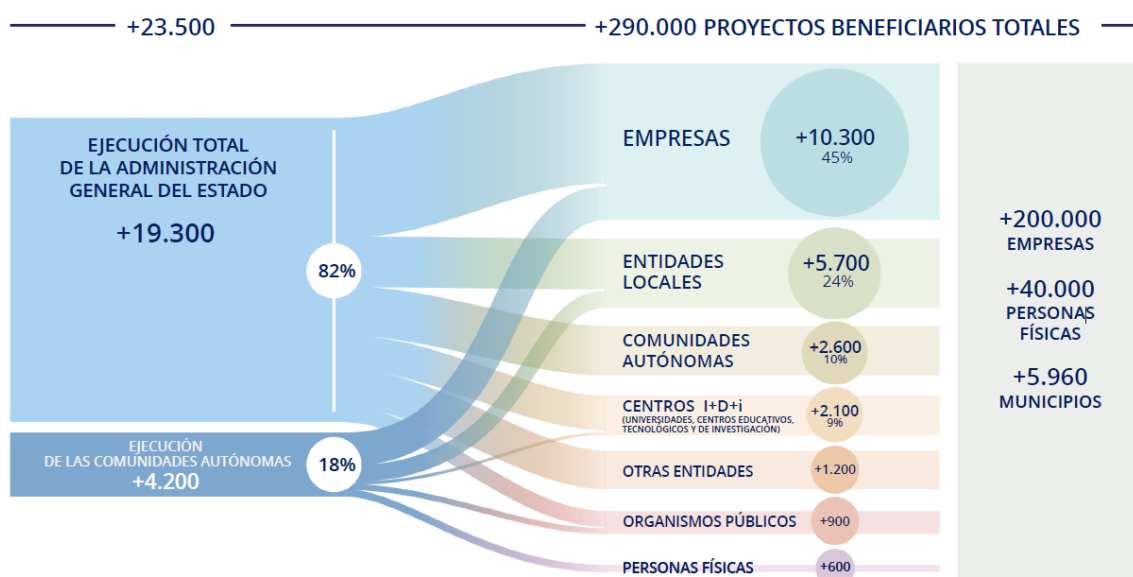 +23.500
+290.000 PROYECTOS BENEFICIARIOS TOTALES
EJECUCIÓN TOTAL
DE LA ADMINISTRACIÓN
GENERAL DEL ESTADO
+19.300
82%
EJECUCIÓN
DE LAS COMUNIDADES AUTÓNOMAS
+4.200
18%
EMPRESAS
+10.300
45%
ENTIDADES
LOCALES
+5.700
24%
COMUNIDADES
AUTÓNOMAS
+2.600
10%
CENTROS I+D+i
(UNIVERSIDADES, CENTROS EDUCATIVOS,
TECNOLÓGICOS Y DE INVESTIGACIÓN)
+2.100
9%
OTRAS ENTIDADES
+1.200
ORGANISMOS PÚBLICOS
+900
PERSONAS FÍSICAS
+600
+200.000
EMPRESAS
+40.000
PERSONAS
FÍSICAS
+5.960
MUNICIPIOS